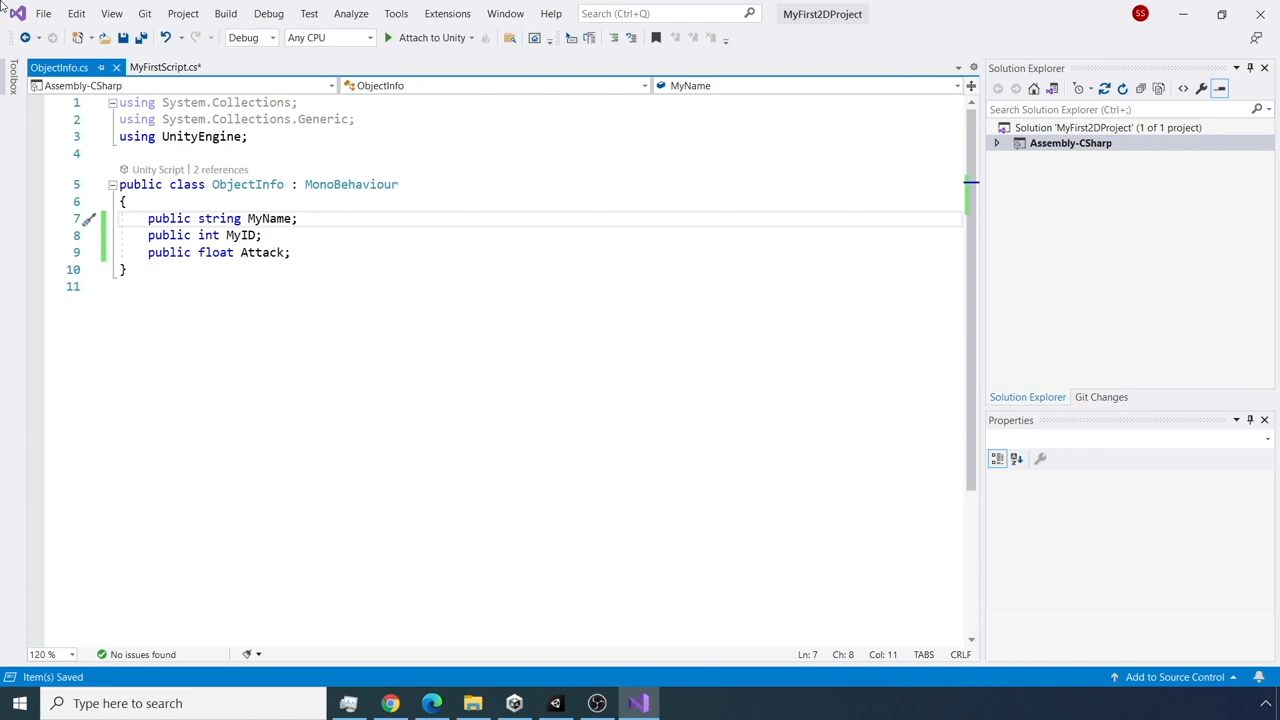 File Edit View Git Project Build Debug Test Analyze Tools Extensions Window Help Search (Ctrl+Q) MyFirst2DProject SS
Debug Any CPU Attach to Unity
Toolbox
ObjectInfo.cs MyFirstScript.cs*
Assembly-CSharp ObjectInfo MyName
1 using System.Collections;
2 using System.Collections.Generic;
3 using UnityEngine;
4
Unity Script | 2 references
5 public class ObjectInfo : MonoBehaviour
6 {
7 public string MyName;
8 public int MyID;
9 public float Attack;
10 }
11
120 % No issues found Ln: 7 Ch: 8 Col: 11 TABS CRLF
Solution Explorer
Search Solution Explorer (Ctrl+;)
Solution 'MyFirst2DProject' (1 of 1 project)
Assembly-CSharp
Solution Explorer Git Changes
Properties
Item(s) Saved Add to Source Control
Type here to search